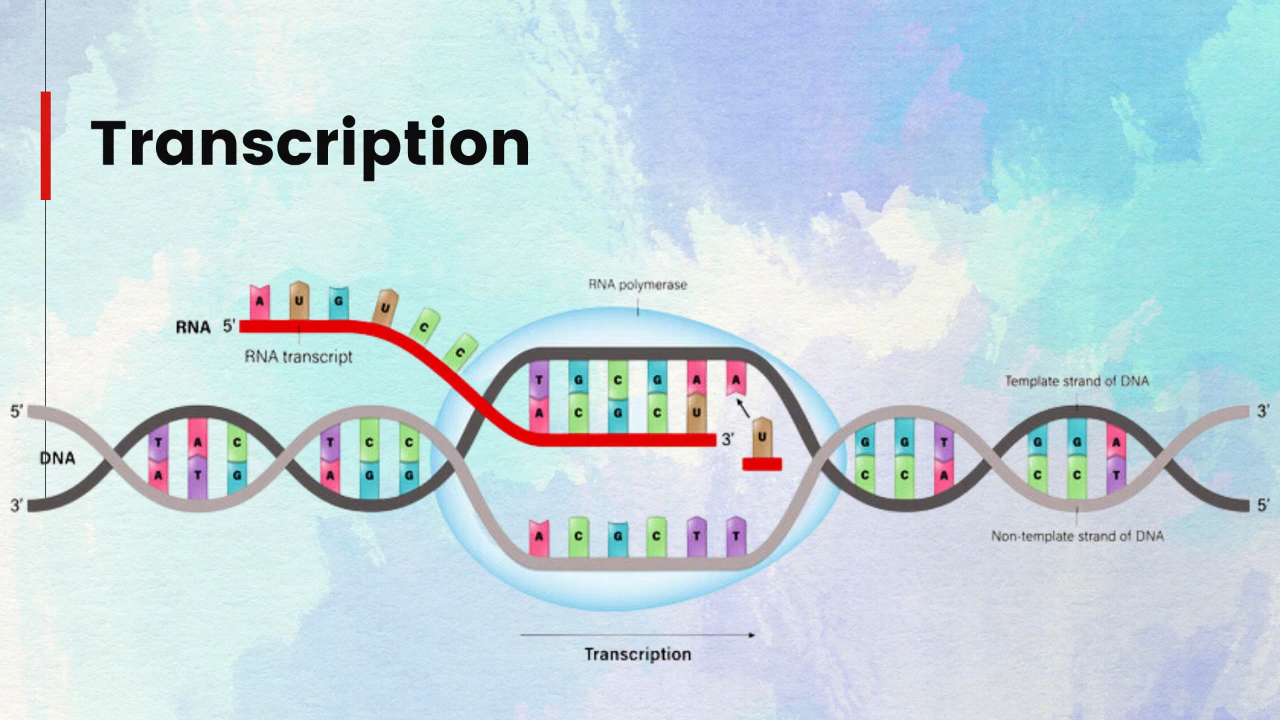 Transcription
RNA polymerase
A U G U C C
RNA 5'
RNA transcript
T G C G A A
A C G C U
3'
U
Template strand of DNA
5'
3'
DNA
T A C T C C G G T G G A
A T G A G G C C A C C T
3'
5'
A C G C T T
Non-template strand of DNA
Transcription